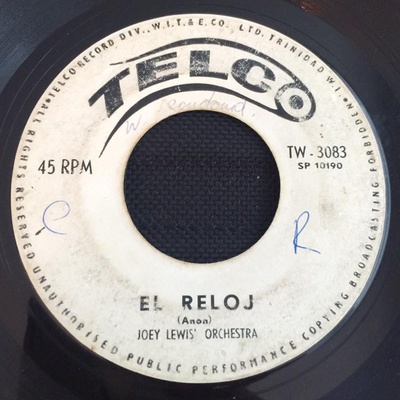 TELCO RECORD DIV., W.I.T.& E. CO., LTD. TRINIDAD W.I.
TELCO
45 RPM
TW - 3083
SP 10190
C
R
EL RELOJ
(Anon)
JOEY LEWIS' ORCHESTRA
ALL RIGHTS RESERVED UNAUTHORISED PUBLIC PERFORMANCE COPYING BROADCASTING FORBIDDEN